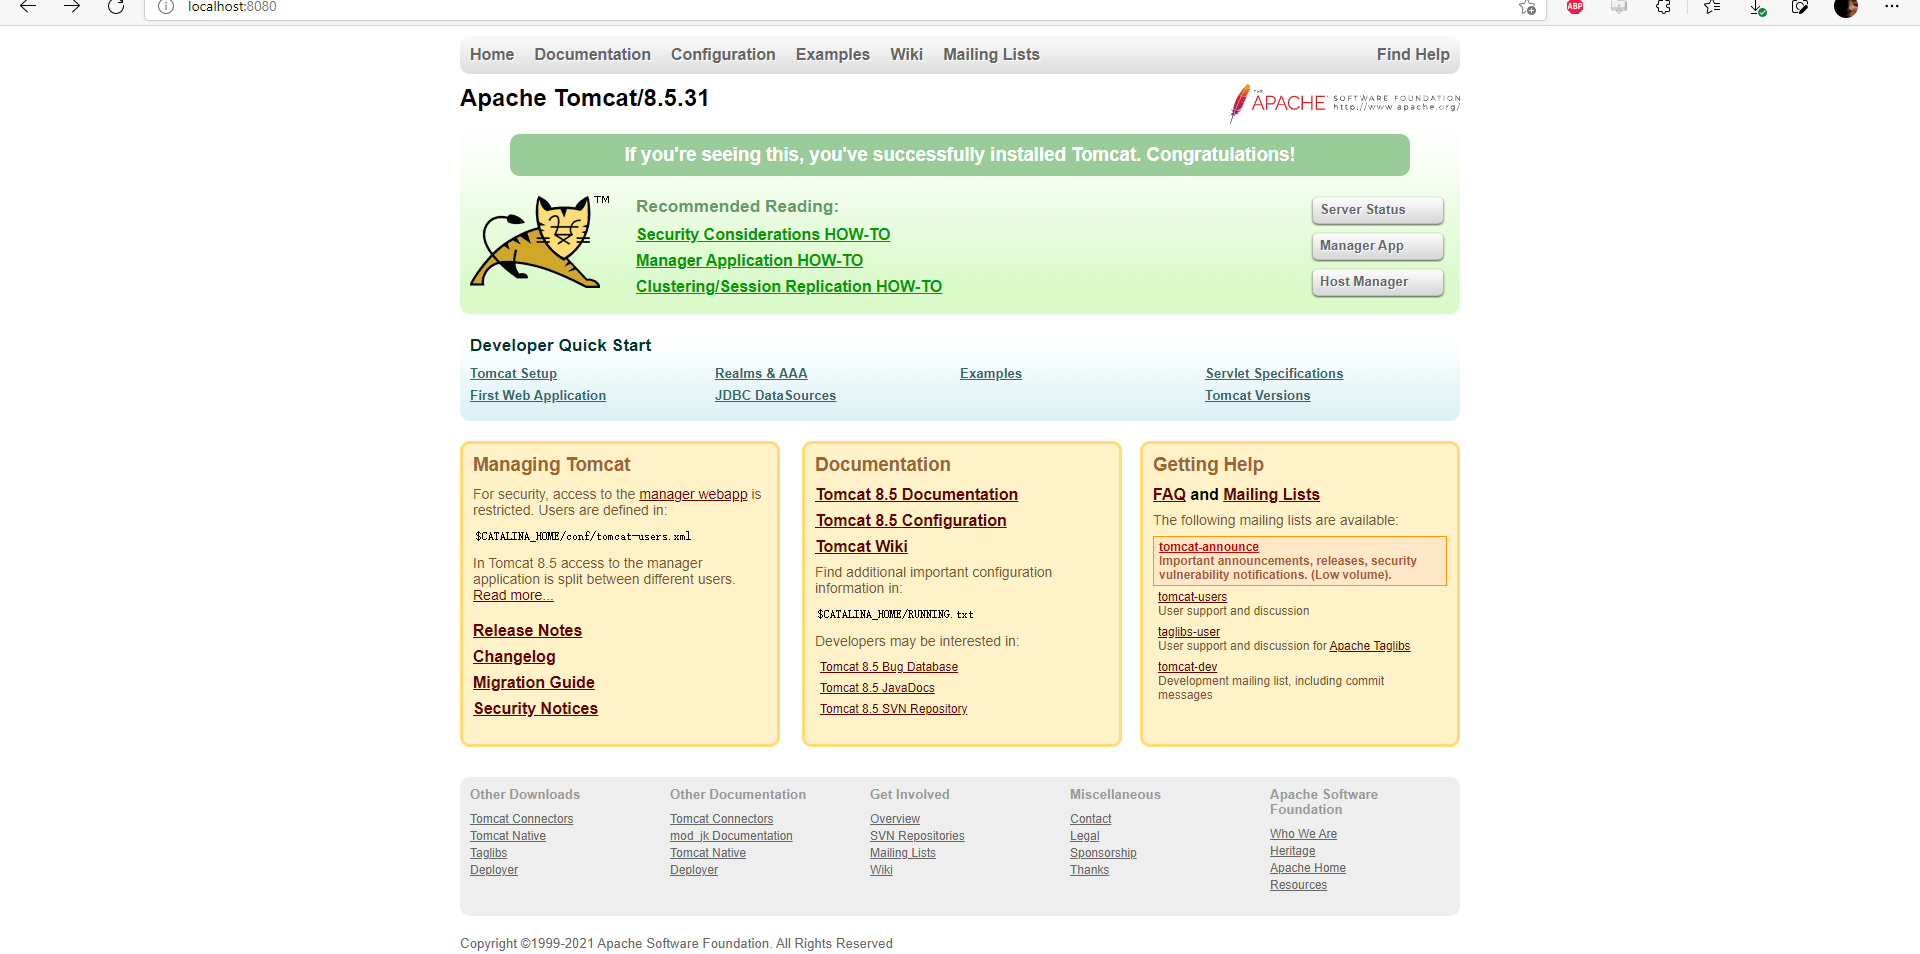 localhost:8080
ABP
Home Documentation Configuration Examples Wiki Mailing Lists Find Help
Apache Tomcat/8.5.31
THE APACHE SOFTWARE FOUNDATION
http://www.apache.org/
If you're seeing this, you've successfully installed Tomcat. Congratulations!
TM
Recommended Reading:
Security Considerations HOW-TO
Manager Application HOW-TO
Clustering/Session Replication HOW-TO
Server Status
Manager App
Host Manager
Developer Quick Start
Tomcat Setup
First Web Application
Realms & AAA
JDBC DataSources
Examples
Servlet Specifications
Tomcat Versions
Managing Tomcat
For security, access to the manager webapp is
restricted. Users are defined in:
$CATALINA_HOME/conf/tomcat-users.xml
In Tomcat 8.5 access to the manager
application is split between different users.
Read more...
Release Notes
Changelog
Migration Guide
Security Notices
Documentation
Tomcat 8.5 Documentation
Tomcat 8.5 Configuration
Tomcat Wiki
Find additional important configuration
information in:
$CATALINA_HOME/RUNNING.txt
Developers may be interested in:
Tomcat 8.5 Bug Database
Tomcat 8.5 JavaDocs
Tomcat 8.5 SVN Repository
Getting Help
FAQ and Mailing Lists
The following mailing lists are available:
tomcat-announce
Important announcements, releases, security
vulnerability notifications. (Low volume).
tomcat-users
User support and discussion
taglibs-user
User support and discussion for Apache Taglibs
tomcat-dev
Development mailing list, including commit
messages
Other Downloads
Tomcat Connectors
Tomcat Native
Taglibs
Deployer
Other Documentation
Tomcat Connectors
mod_jk Documentation
Tomcat Native
Deployer
Get Involved
Overview
SVN Repositories
Mailing Lists
Wiki
Miscellaneous
Contact
Legal
Sponsorship
Thanks
Apache Software
Foundation
Who We Are
Heritage
Apache Home
Resources
Copyright ©1999-2021 Apache Software Foundation. All Rights Reserved